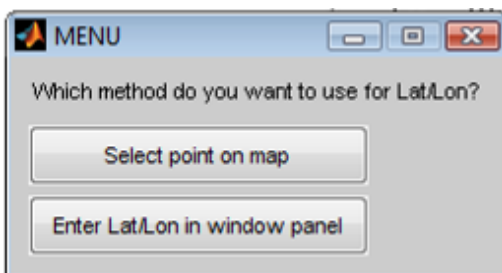 MENU
Which method do you want to use for Lat/Lon?
Select point on map
Enter Lat/Lon in window panel